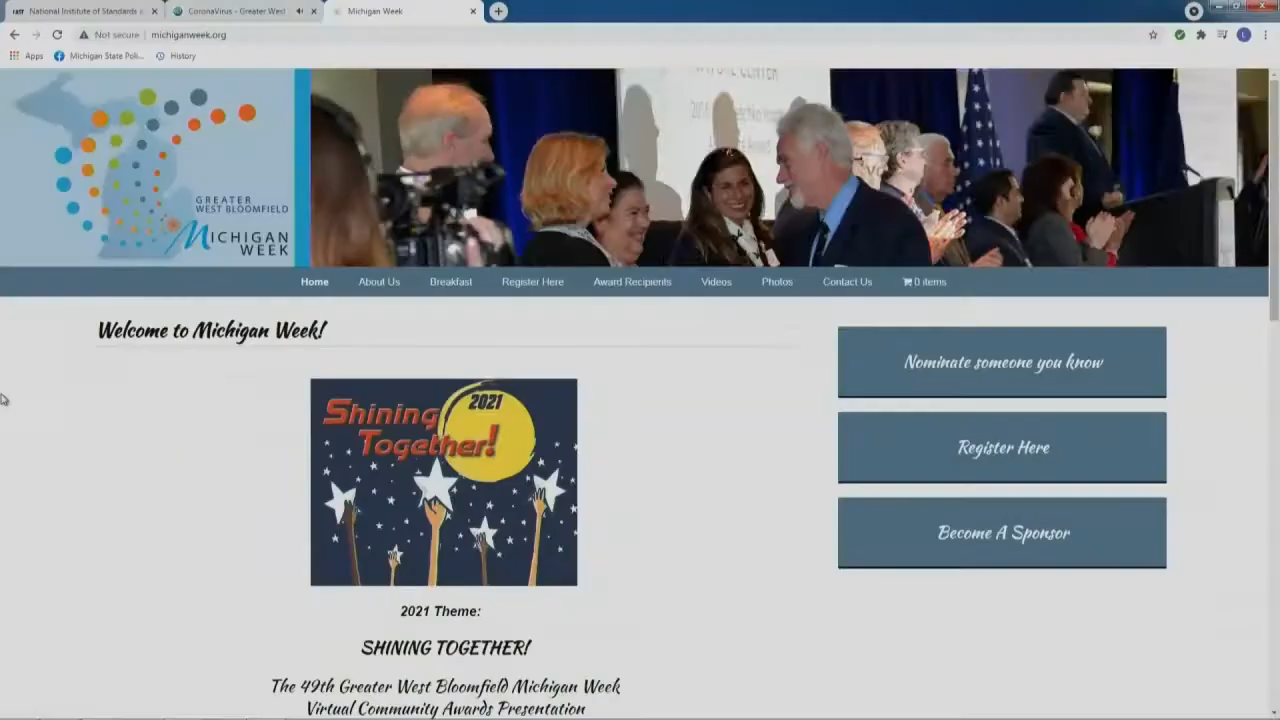 National Institute of Standards a
CoronaVirus - Greater West
Michigan Week
Not secure
michiganweek.org
Apps
Michigan State Poli...
History
L
GREATER
WEST BLOOMFIELD
MICHIGAN
WEEK
Home
About Us
Breakfast
Register Here
Award Recipients
Videos
Photos
Contact Us
0 items
Welcome to Michigan Week!
Nominate someone you know
Register Here
Become A Sponsor
2021
Shining
Together!
2021 Theme:
SHINING TOGETHER!
The 49th Greater West Bloomfield Michigan Week
Virtual Community Awards Presentation